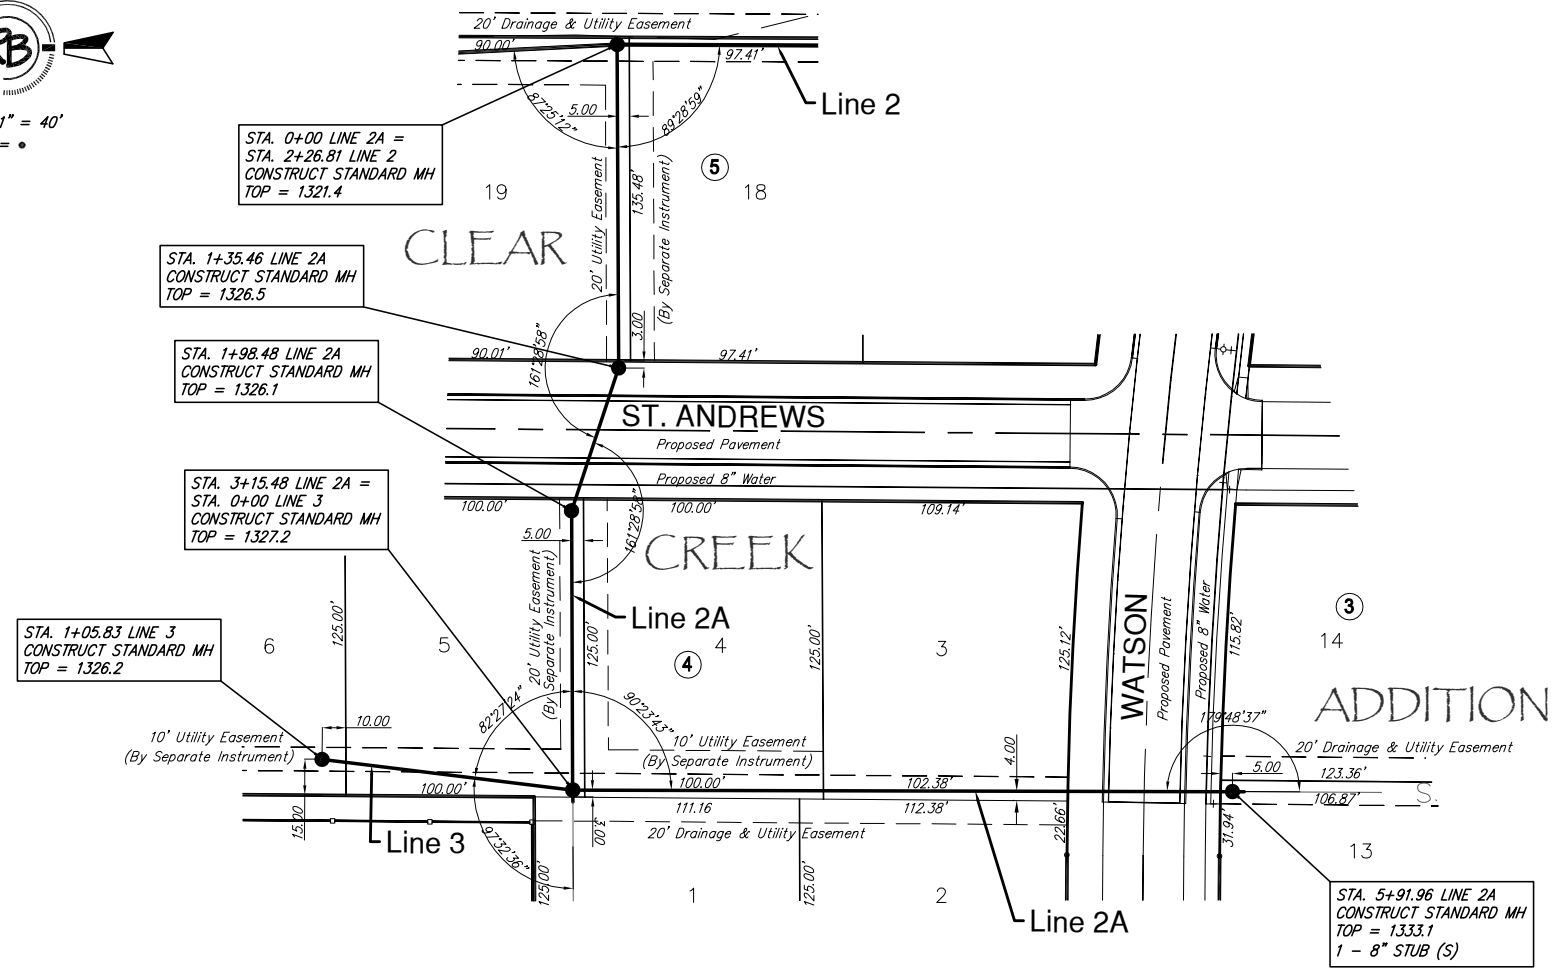 20' Drainage & Utility Easement
90.00'
97.41'
Line 2
1" = 40'
=
87°25'12"
5.00
89°28'59"
STA. 0+00 LINE 2A =
STA. 2+26.81 LINE 2
CONSTRUCT STANDARD MH
TOP = 1321.4
19
20' Utility Easement
135.48'
(By Separate Instrument)
5
18
CLEAR
STA. 1+35.46 LINE 2A
CONSTRUCT STANDARD MH
TOP = 1326.5
3.00
161°28'58"
90.01'
97.41'
STA. 1+98.48 LINE 2A
CONSTRUCT STANDARD MH
TOP = 1326.1
ST. ANDREWS
Proposed Pavement
Proposed 8" Water
STA. 3+15.48 LINE 2A =
STA. 0+00 LINE 3
CONSTRUCT STANDARD MH
TOP = 1327.2
100.00'
100.00'
109.14'
161°28'58"
5.00
CREEK
20' Utility Easement
(By Separate Instrument)
Line 2A
STA. 1+05.83 LINE 3
CONSTRUCT STANDARD MH
TOP = 1326.2
6
125.00'
5
125.00'
4
4
125.00'
3
125.12'
WATSON
Proposed Pavement
Proposed 8" Water
115.82'
3
14
ADDITION
82°27'24"
90°23'43"
179°48'37"
10.00
10' Utility Easement
(By Separate Instrument)
10' Utility Easement
(By Separate Instrument)
4.00
20' Drainage & Utility Easement
5.00
123.36'
100.00'
100.00'
102.38'
106.87'
S.
111.16
112.38'
15.00
Line 3
97°32'36"
3.00
20' Drainage & Utility Easement
22.66'
31.94'
13
125.00'
1
125.00'
2
Line 2A
STA. 5+91.96 LINE 2A
CONSTRUCT STANDARD MH
TOP = 1333.1
1 - 8" STUB (S)